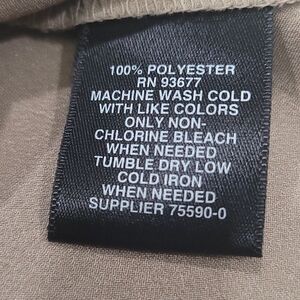 100% POLYESTER
RN 93677
MACHINE WASH COLD
WITH LIKE COLORS
ONLY NON-
CHLORINE BLEACH
WHEN NEEDED
TUMBLE DRY LOW
COLD IRON
WHEN NEEDED
SUPPLIER 75590-0